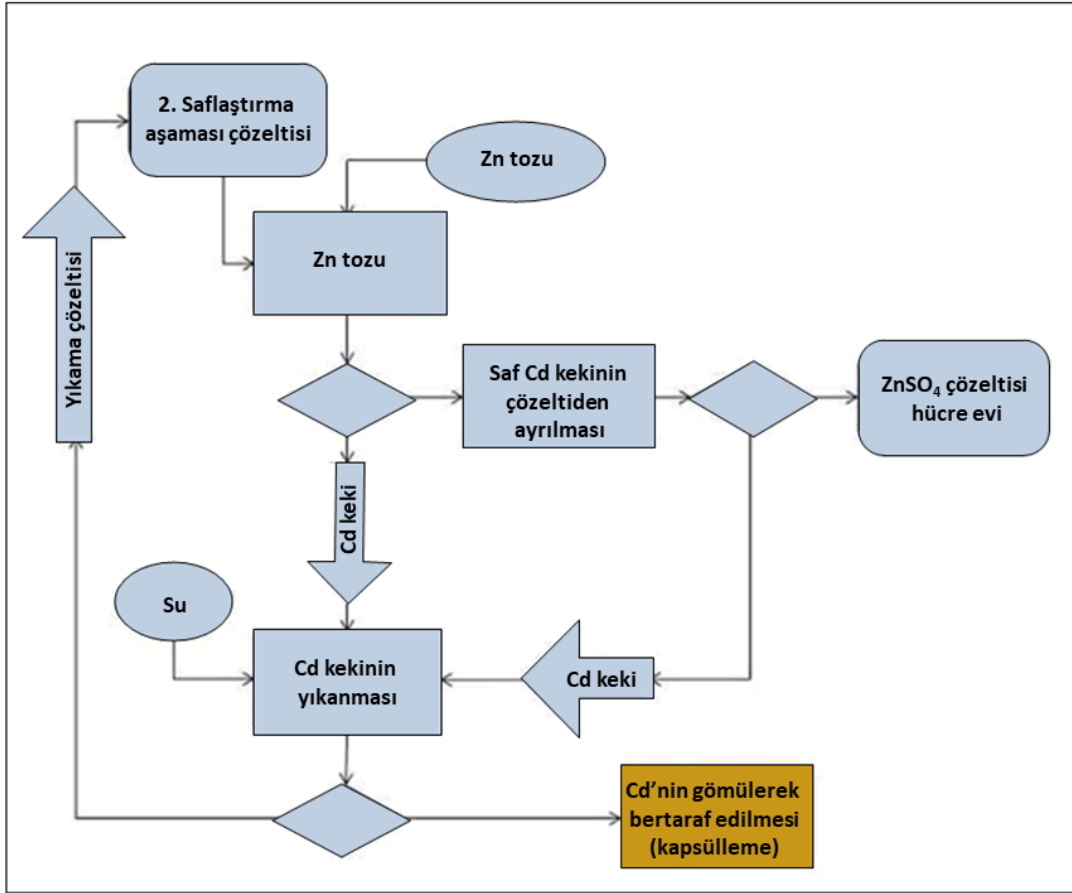 2. Saflaştırma
aşaması çözeltisi
Zn tozu
Zn tozu
Yıkama çözeltisi
Saf Cd kekinin
çözeltiden
ayrılması
ZnSO₄ çözeltisi
hücre evi
Cd keki
Su
Cd kekinin
yıkanması
Cd keki
Cd'nin gömülerek
bertaraf edilmesi
(kapsülleme)